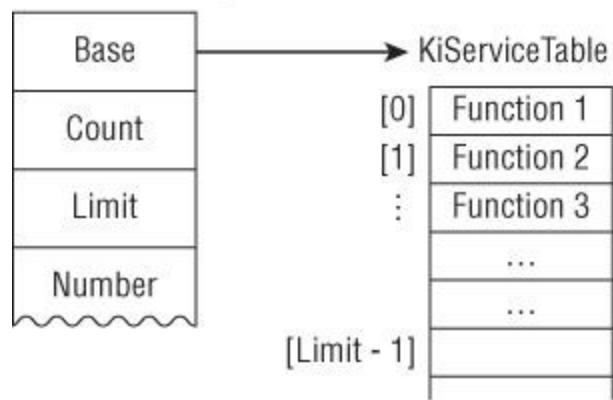 Base
Count
Limit
Number
KiServiceTable
[0] Function 1
[1] Function 2
⋮ Function 3
...
...
[Limit - 1]